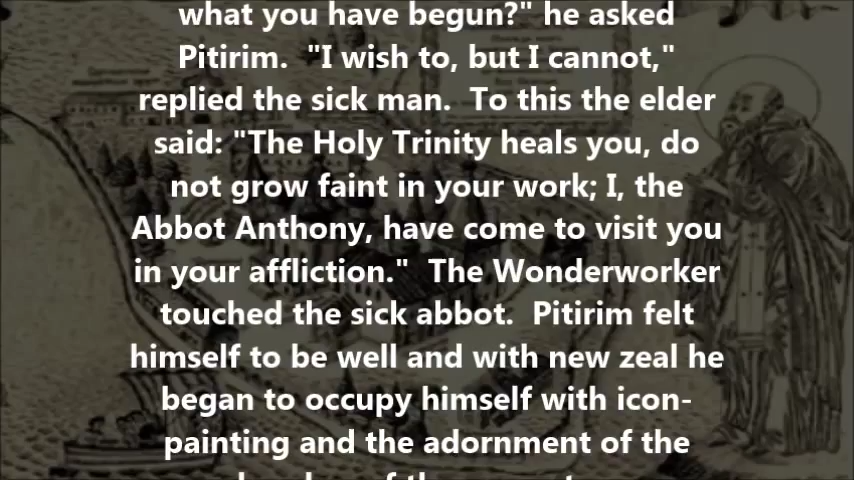 what you have begun?" he asked
Pitirim.  "I wish to, but I cannot,"
replied the sick man.  To this the elder
said: "The Holy Trinity heals you, do
not grow faint in your work; I, the
Abbot Anthony, have come to visit you
in your affliction."  The Wonderworker
touched the sick abbot.  Pitirim felt
himself to be well and with new zeal he
began to occupy himself with icon-
painting and the adornment of the